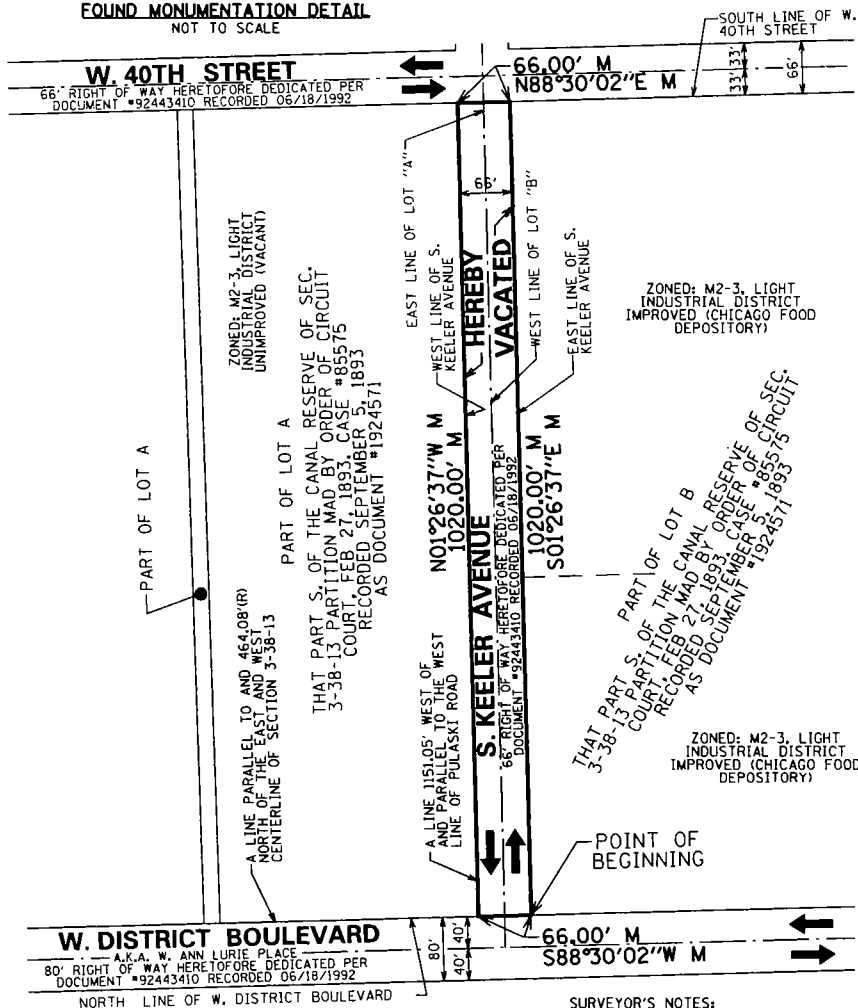 FOUND MONUMENTATION DETAIL
NOT TO SCALE
SOUTH LINE OF W.
40TH STREET
W. 40TH STREET
66' RIGHT OF WAY HERETOFORE DEDICATED PER
DOCUMENT #92443410 RECORDED 06/18/1992
66.00' M
N88°30'02"E M
33'
33'
66'
66'
EAST LINE OF LOT "A"
WEST LINE OF S.
KEELER AVENUE
HEREBY
VACATED
WEST LINE OF LOT "B"
EAST LINE OF S.
KEELER AVENUE
ZONED: M2-3, LIGHT
INDUSTRIAL DISTRICT
UNIMPROVED (VACANT)
ZONED: M2-3, LIGHT
INDUSTRIAL DISTRICT
IMPROVED (CHICAGO FOOD
DEPOSITORY)
PART OF LOT A
PART OF LOT A
THAT PART S. OF THE CANAL RESERVE OF SEC.
3-38-13 PARTITION MAD BY ORDER OF CIRCUIT
COURT, FEB 27, 1893, CASE #85575
RECORDED SEPTEMBER 5, 1893
AS DOCUMENT #1924571
N01°26'37"W M
1020.00' M
S. KEELER AVENUE
66' RIGHT OF WAY HERETOFORE DEDICATED PER
DOCUMENT #92443410 RECORDED 06/18/1992
1020.00' M
S01°26'37"E M
PART OF LOT B
THAT PART S. OF THE CANAL RESERVE OF SEC.
3-38-13 PARTITION MAD BY ORDER OF CIRCUIT
COURT, FEB 27, 1893, CASE #85575
RECORDED SEPTEMBER 5, 1893
AS DOCUMENT #1924571
A LINE PARALLEL TO AND 464.08'(R)
NORTH OF THE EAST AND WEST
CENTERLINE OF SECTION 3-38-13
A LINE 1151.05' WEST OF
AND PARALLEL TO THE WEST
LINE OF PULASKI ROAD
ZONED: M2-3, LIGHT
INDUSTRIAL DISTRICT
IMPROVED (CHICAGO FOOD
DEPOSITORY)
POINT OF
BEGINNING
W. DISTRICT BOULEVARD
A.K.A. W. ANN LURIE PLACE
80' RIGHT OF WAY HERETOFORE DEDICATED PER
DOCUMENT #92443410 RECORDED 06/18/1992
80'
40'
40'
66.00' M
S88°30'02"W M
NORTH LINE OF W. DISTRICT BOULEVARD
SURVEYOR'S NOTES: